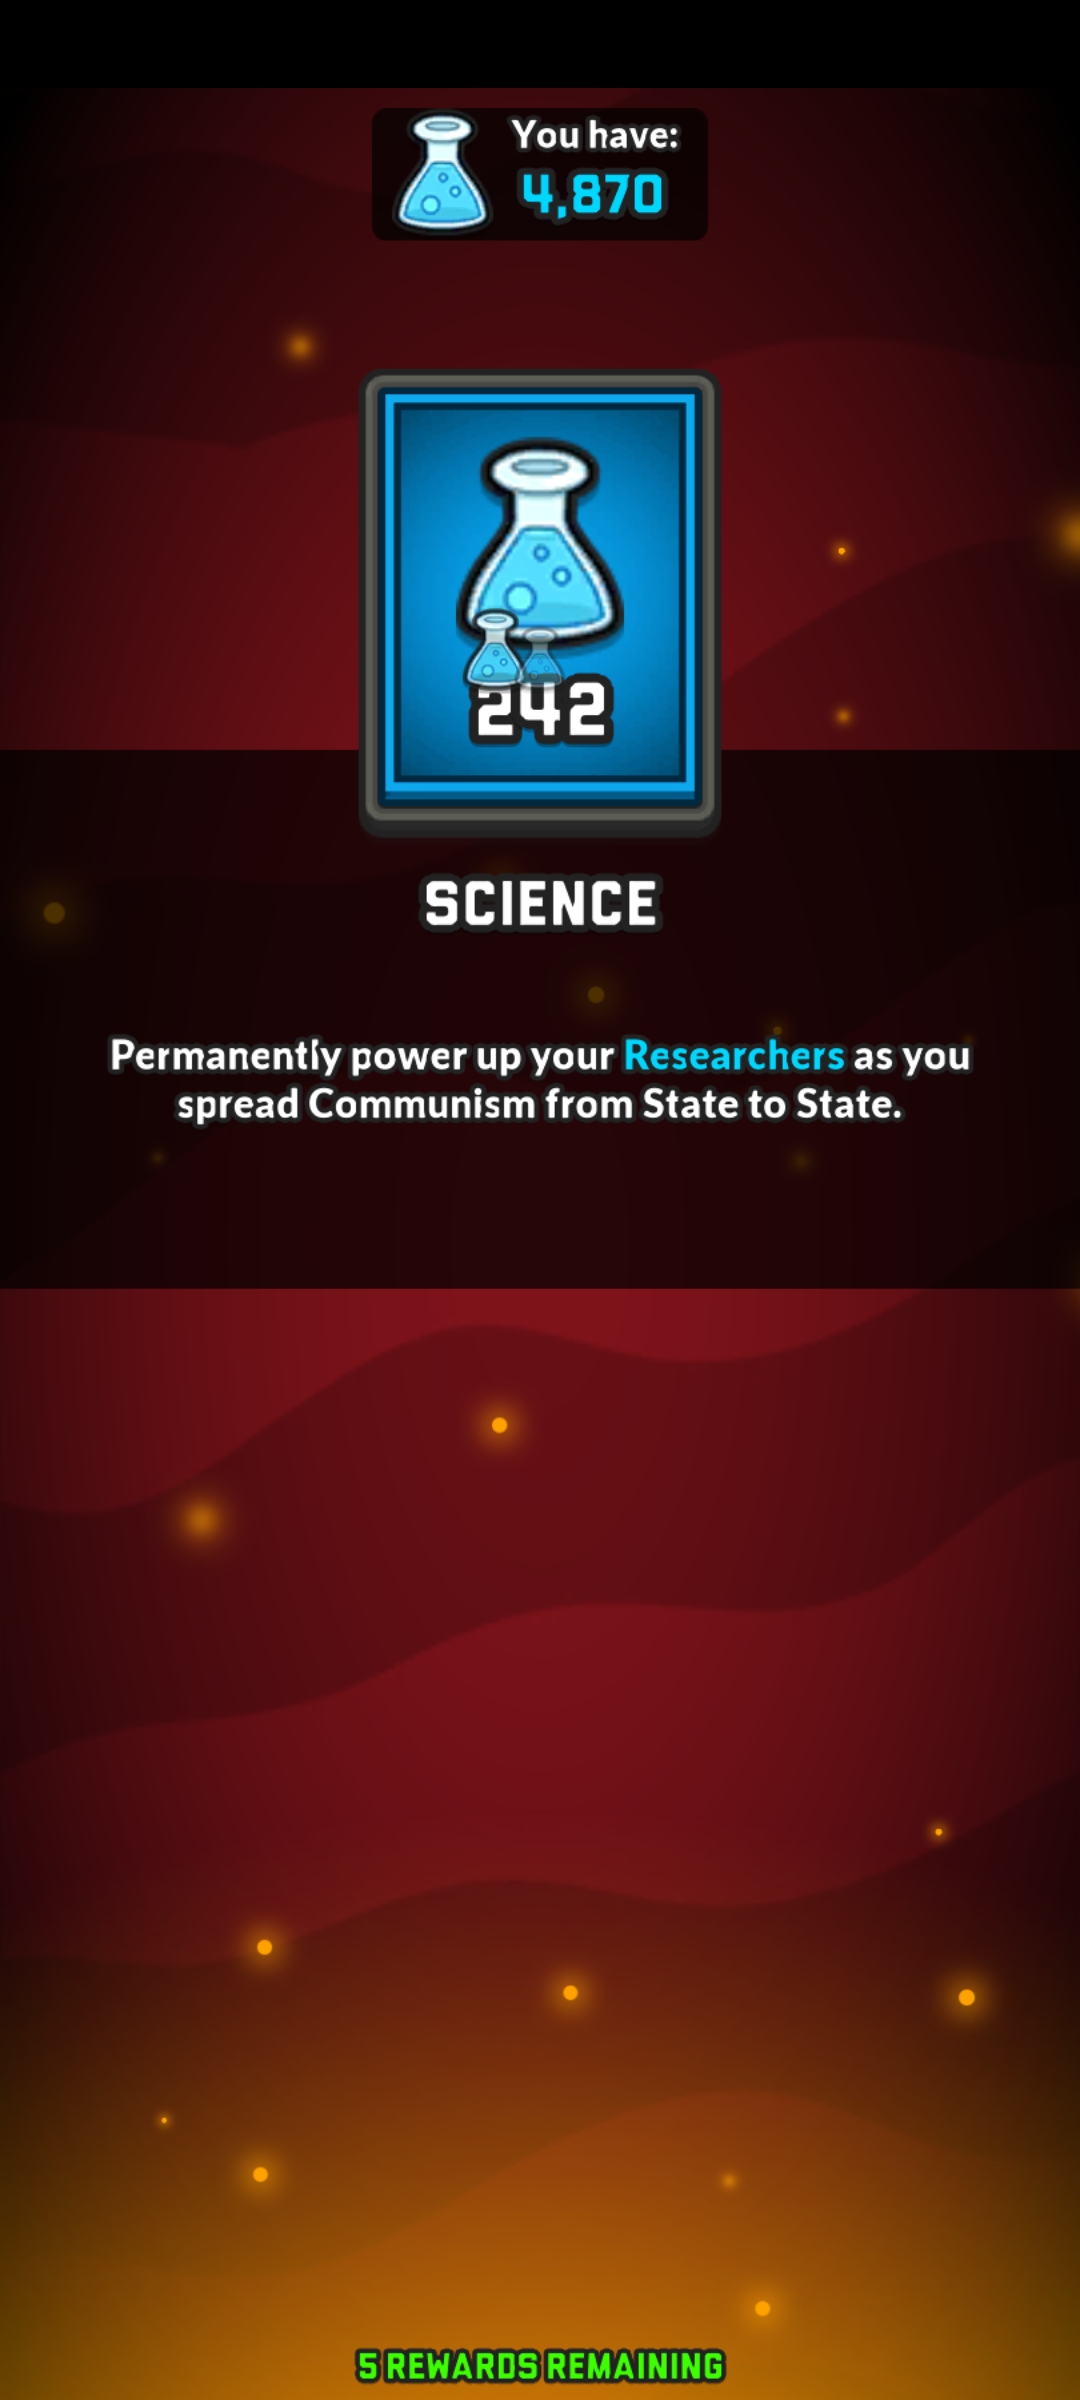 You have:
4,870
242
SCIENCE
Permanently power up your Researchers as you
spread Communism from State to State.
5 REWARDS REMAINING